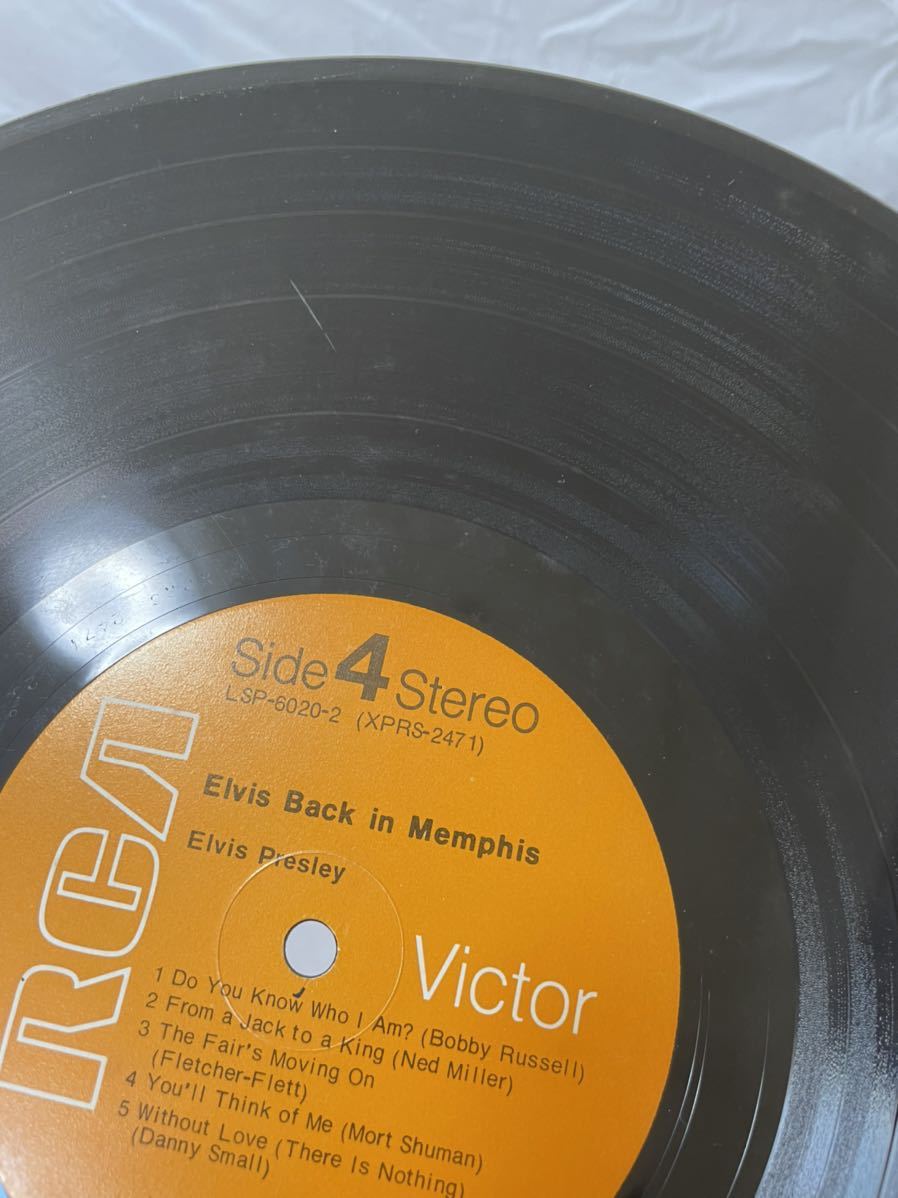 Side 4 Stereo
LSP-6020-2 (XPRS-2471)
Elvis Back in Memphis
Elvis Presley
RCA
Victor
1 Do You Know Who I Am? (Bobby Russell)
2 From a Jack to a King (Ned Miller)
3 The Fair's Moving On
(Fletcher-Flett)
4 You'll Think of Me (Mort Shuman)
5 Without Love (There Is Nothing)
(Danny Small)